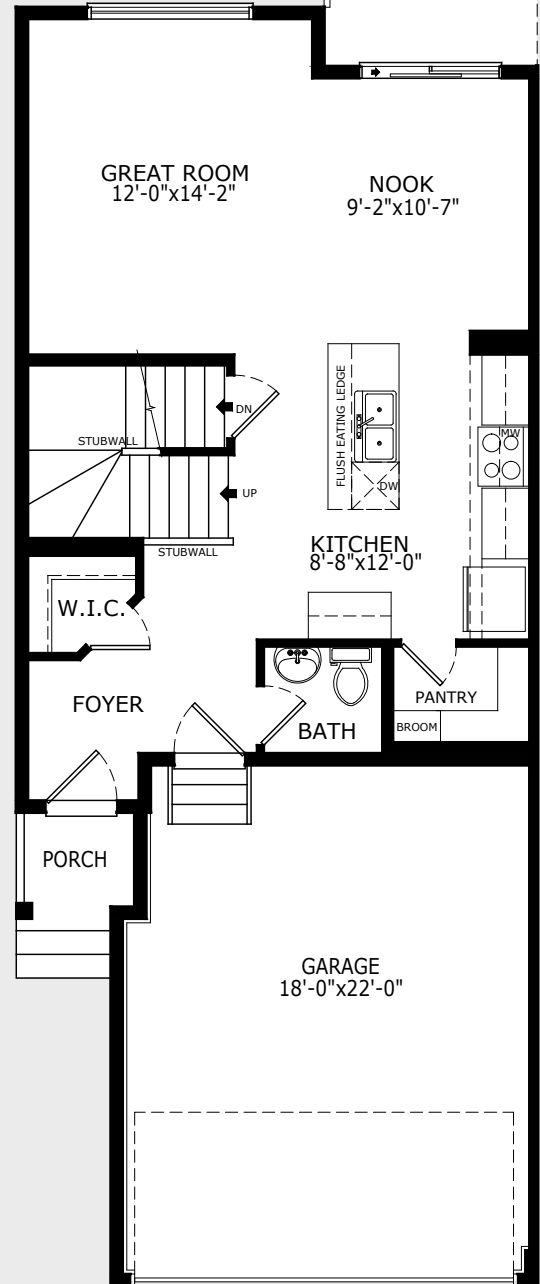 GREAT ROOM
12'-0"x14'-2"
NOOK
9'-2"x10'-7"
FLUSH EATING LEDGE
DN
STUBWALL
MW
DW
UP
STUBWALL
KITCHEN
8'-8"x12'-0"
W.I.C.
FOYER
BATH
PANTRY
BROOM
PORCH
GARAGE
18'-0"x22'-0"